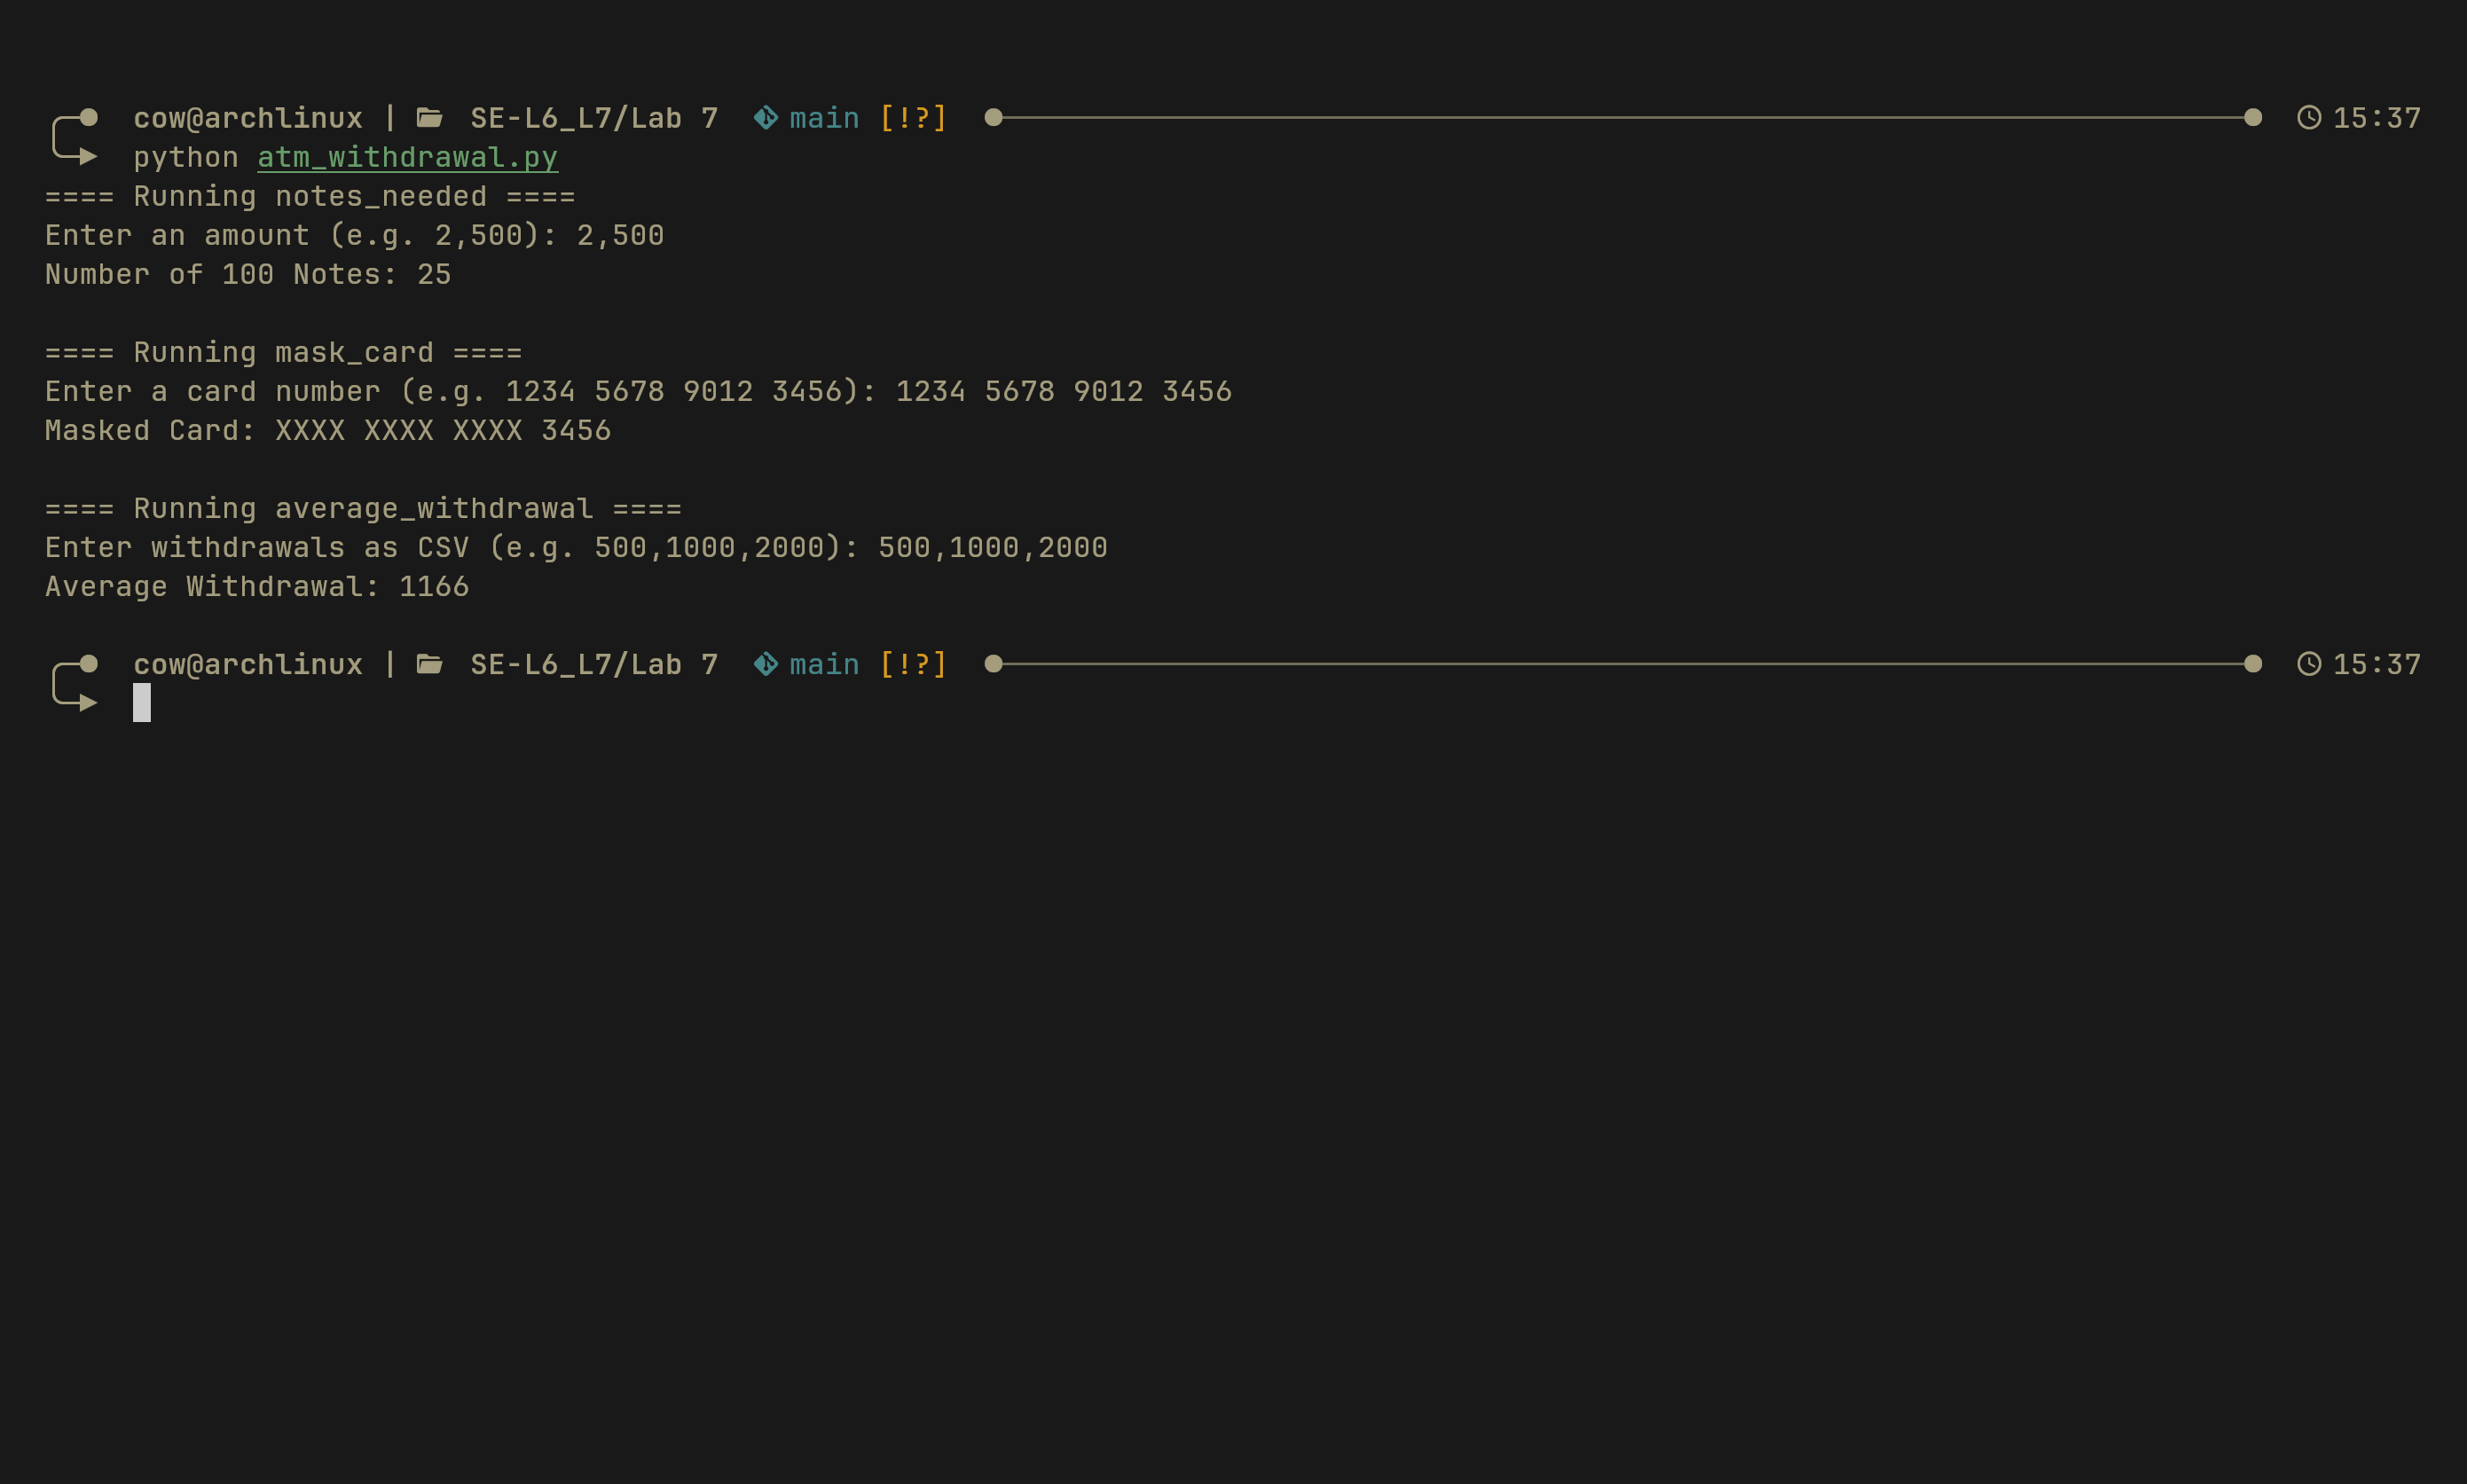 cow@archlinux | SE-L6_L7/Lab 7 main [!?] 15:37
python atm_withdrawal.py
==== Running notes_needed ====
Enter an amount (e.g. 2,500): 2,500
Number of 100 Notes: 25
==== Running mask_card ====
Enter a card number (e.g. 1234 5678 9012 3456): 1234 5678 9012 3456
Masked Card: XXXX XXXX XXXX 3456
==== Running average_withdrawal ====
Enter withdrawals as CSV (e.g. 500,1000,2000): 500,1000,2000
Average Withdrawal: 1166
cow@archlinux | SE-L6_L7/Lab 7 main [!?] 15:37